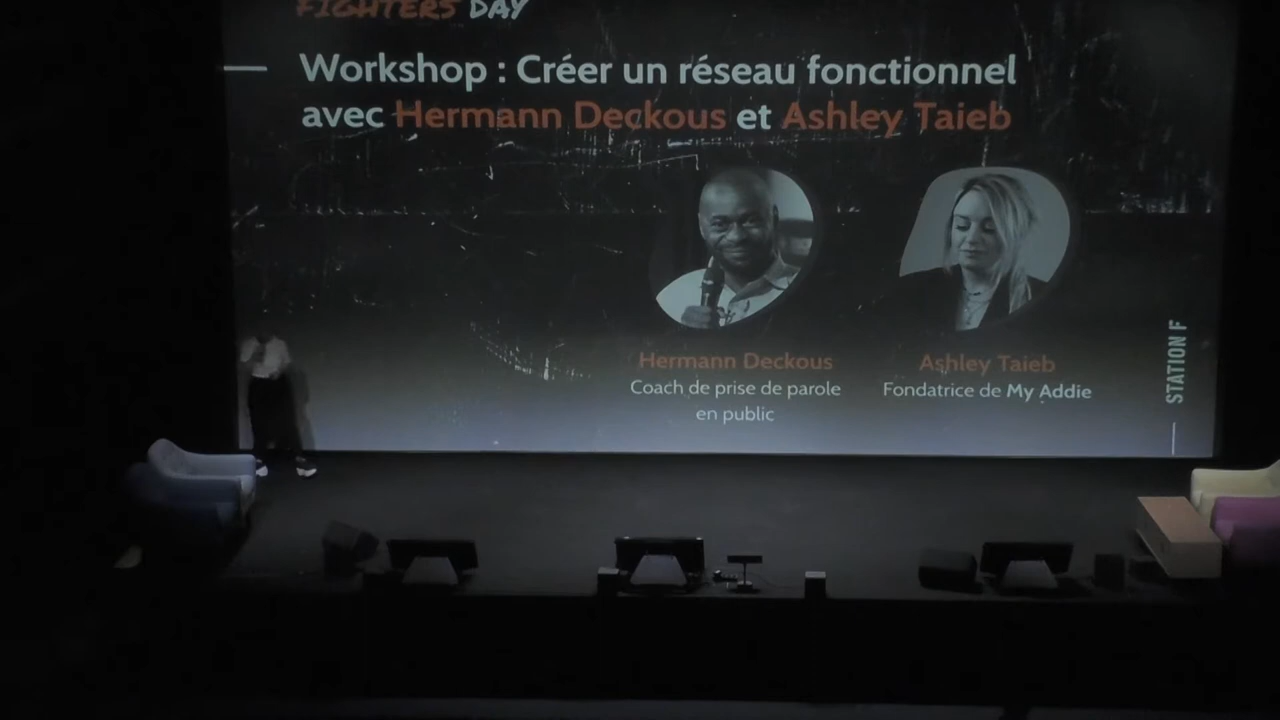 FIGHTERS DAY
Workshop : Créer un réseau fonctionnel
avec Hermann Deckous et Ashley Taieb
Hermann Deckous
Coach de prise de parole
en public
Ashley Taieb
Fondatrice de My Addie
STATION F